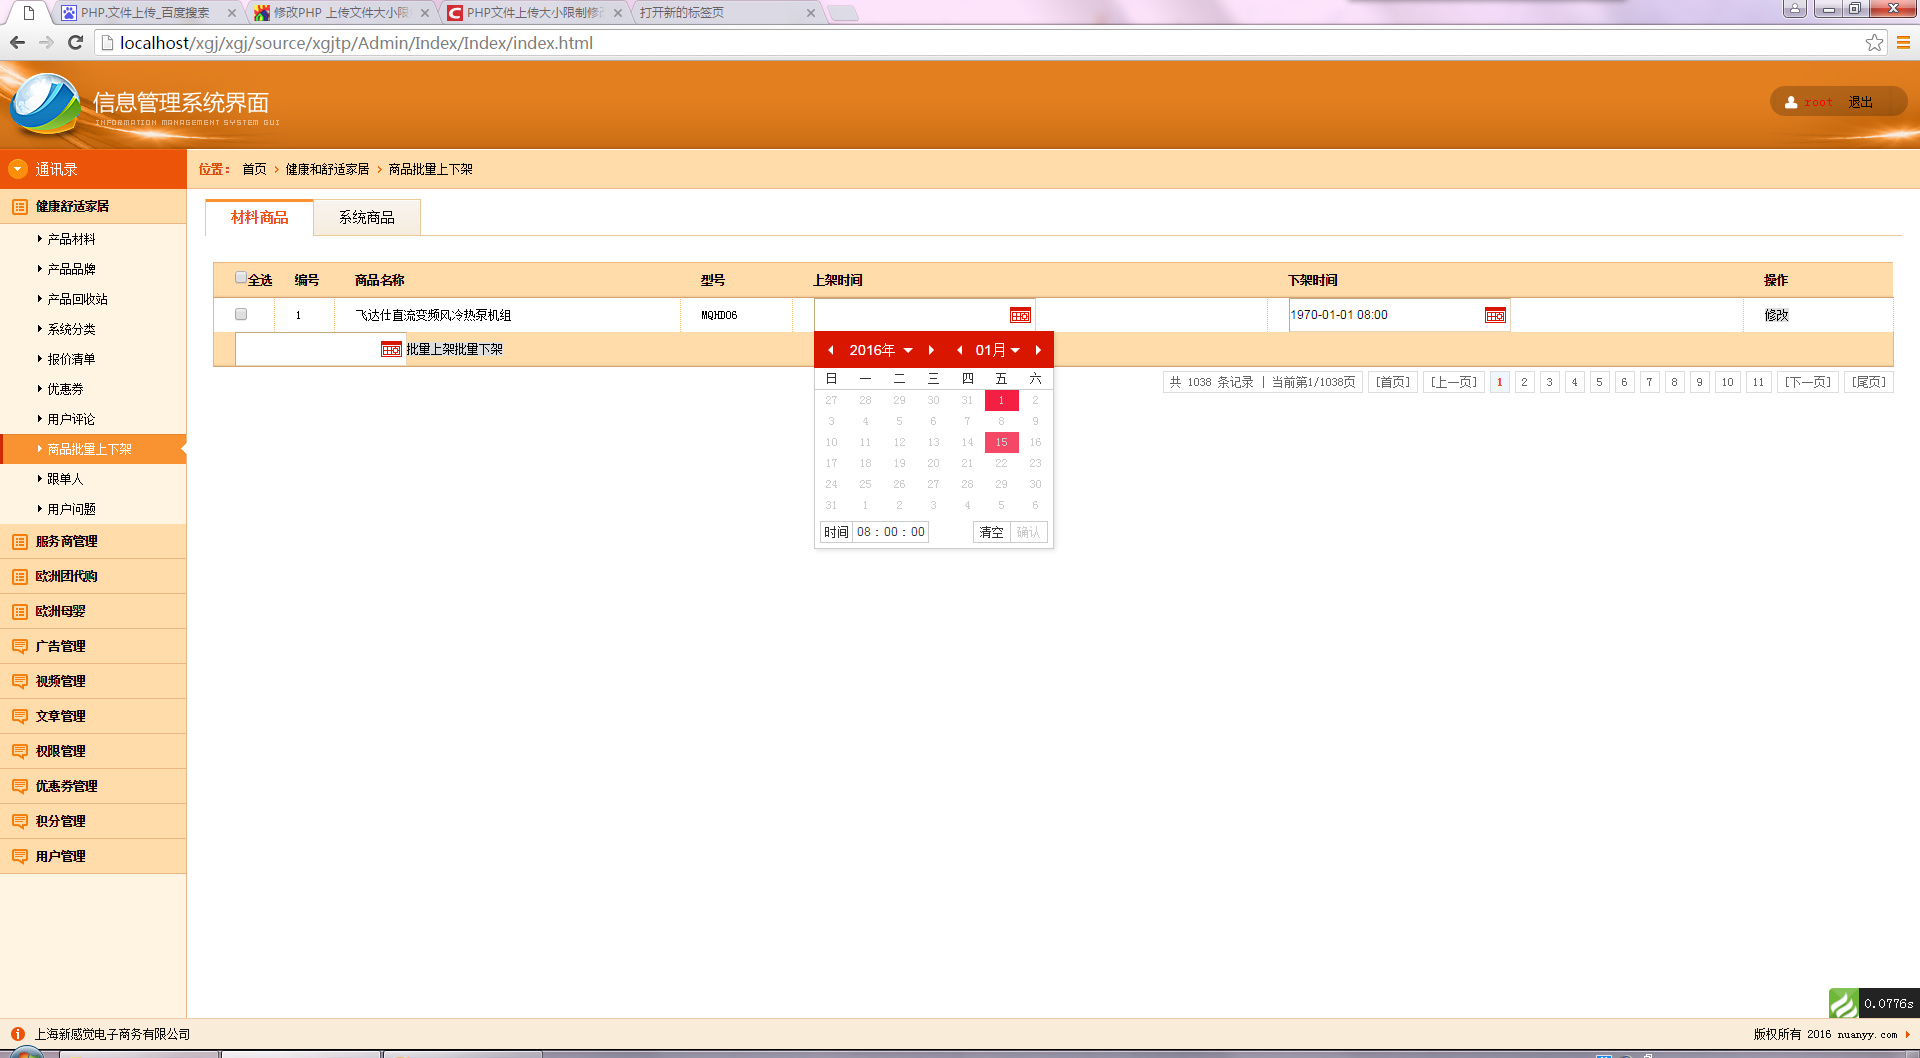 PHP.文件上传_百度搜索
修改PHP 上传文件大小限
PHP文件上传大小限制修
打开新的标签页
localhost/xgj/xgj/source/xgjtp/Admin/Index/Index/index.html
信息管理系统界面
INFORMATION MANAGEMENT SYSTEM GUI
root 退出
通讯录
位置： 首页 › 健康和舒适家居 › 商品批量上下架
健康舒适家居
产品材料
产品品牌
产品回收站
系统分类
报价清单
优惠券
用户评论
商品批量上下架
跟单人
用户问题
服务商管理
欧洲团代购
欧洲母婴
广告管理
视频管理
文章管理
权限管理
优惠券管理
积分管理
用户管理
材料商品 系统商品
全选 编号 商品名称 型号 上架时间 下架时间 操作
1 飞达仕直流变频风冷热泵机组 MQHD06 1970-01-01 08:00 修改
批量上架批量下架
2016年 01月
日 一 二 三 四 五 六
27 28 29 30 31 1 2
3 4 5 6 7 8 9
10 11 12 13 14 15 16
17 18 19 20 21 22 23
24 25 26 27 28 29 30
31 1 2 3 4 5 6
时间 08 : 00 : 00 清空 确认
共 1038 条记录 | 当前第1/1038页 [首页] [上一页] 1 2 3 4 5 6 7 8 9 10 11 [下一页] [尾页]
0.0776s
上海新感觉电子商务有限公司
版权所有 2016 nuanyy.com